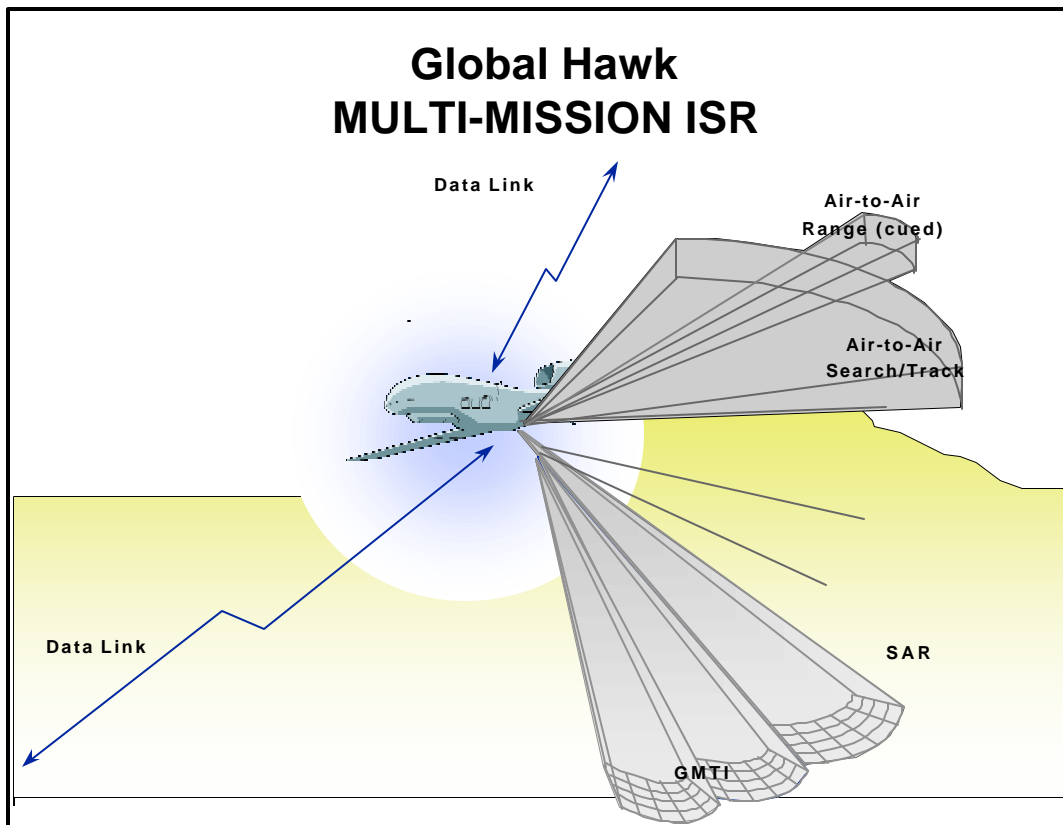 Global Hawk
MULTI-MISSION ISR
Data Link
Air-to-Air
Range (cued)
Air-to-Air
Search/Track
Data Link
SAR
GMTI